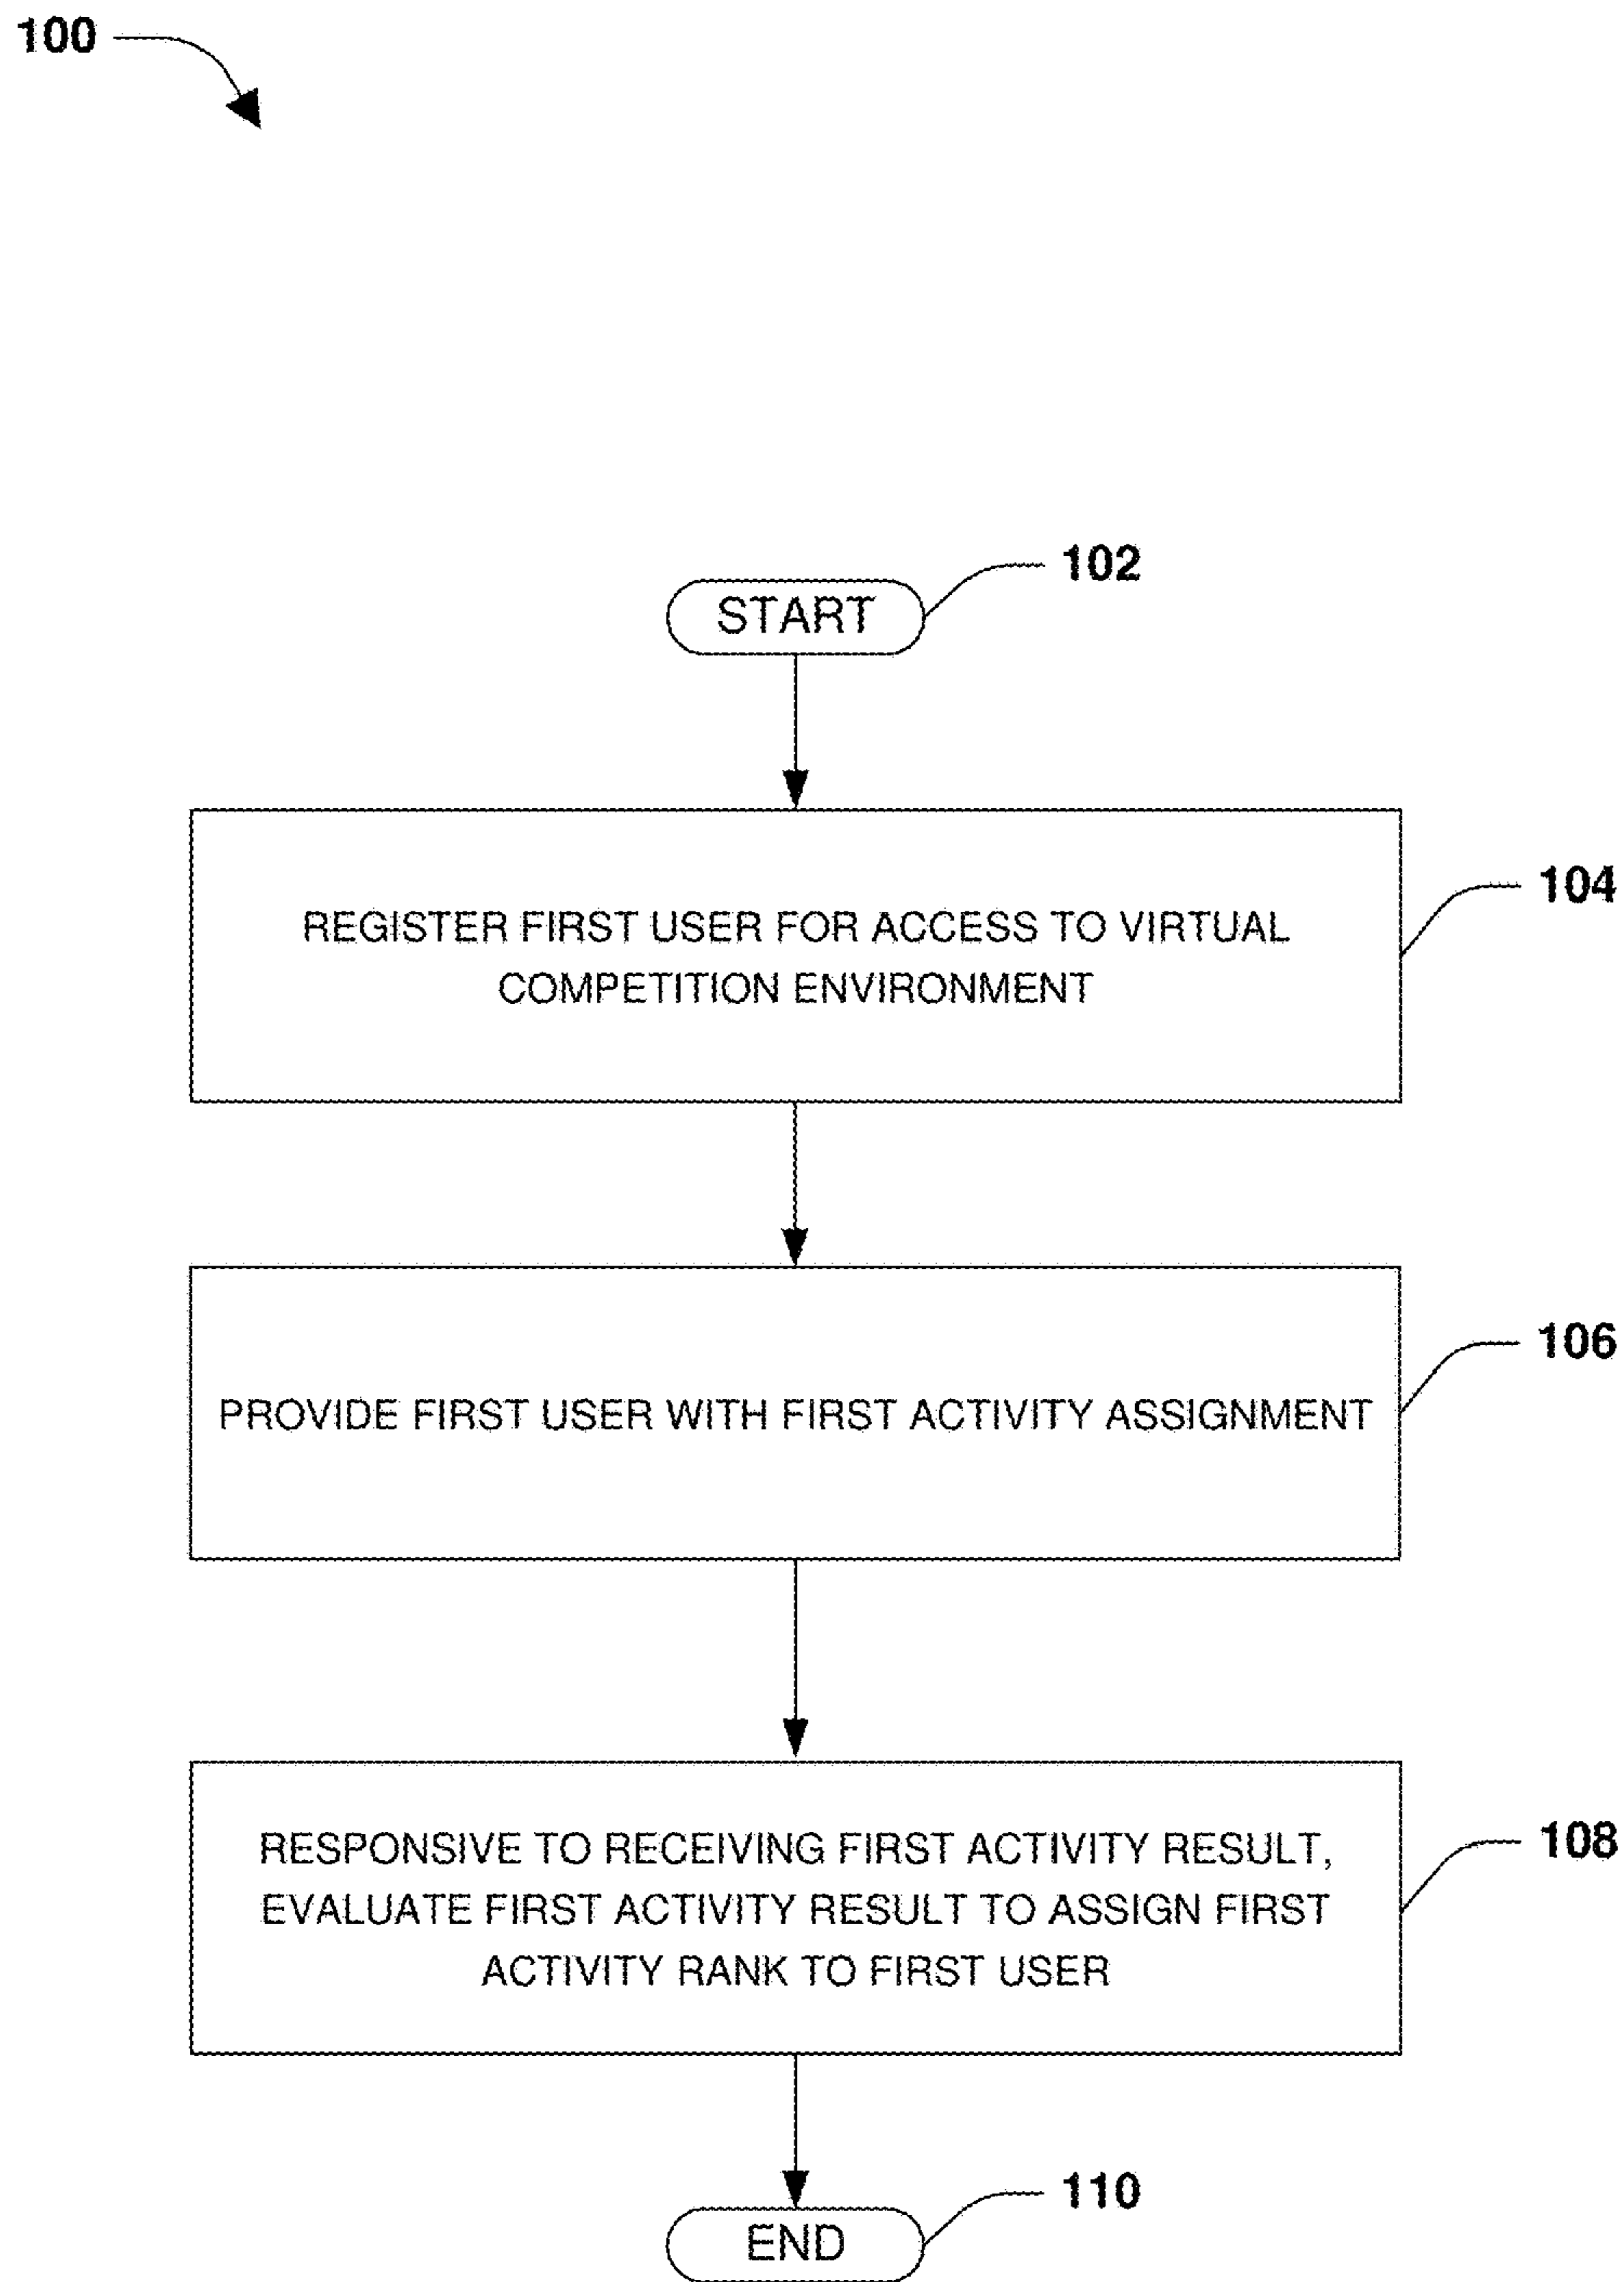 100
102
START
104
REGISTER FIRST USER FOR ACCESS TO VIRTUAL
COMPETITION ENVIRONMENT
106
PROVIDE FIRST USER WITH FIRST ACTIVITY ASSIGNMENT
108
RESPONSIVE TO RECEIVING FIRST ACTIVITY RESULT,
EVALUATE FIRST ACTIVITY RESULT TO ASSIGN FIRST
ACTIVITY RANK TO FIRST USER
110
END